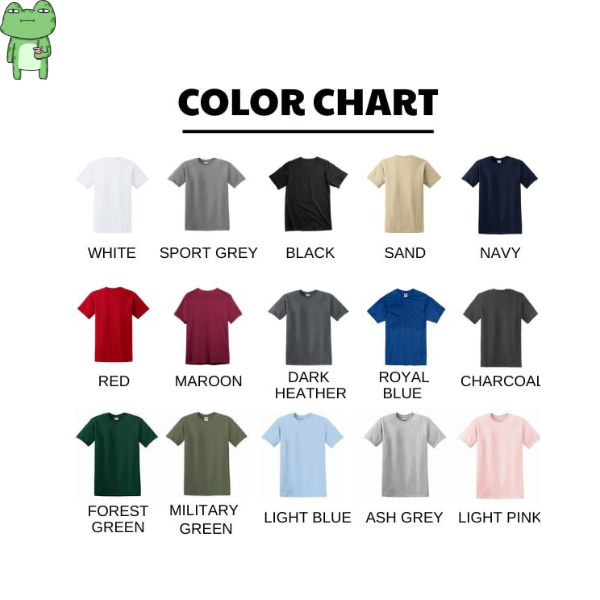 COLOR CHART
WHITE
SPORT GREY
BLACK
SAND
NAVY
RED
MAROON
DARK
HEATHER
ROYAL
BLUE
CHARCOAL
FOREST
GREEN
MILITARY
GREEN
LIGHT BLUE
ASH GREY
LIGHT PINK